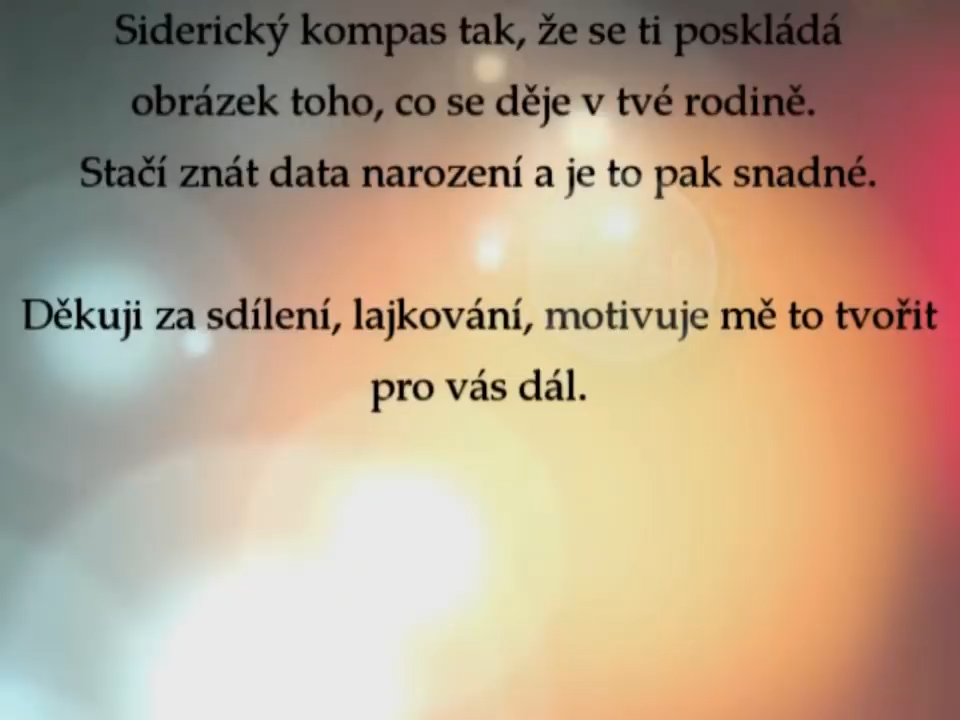 Siderický kompas tak, že se ti poskládá
obrázek toho, co se děje v tvé rodině.
Stačí znát data narození a je to pak snadné.
Děkuji za sdílení, lajkování, motivuje mě to tvořit
pro vás dál.